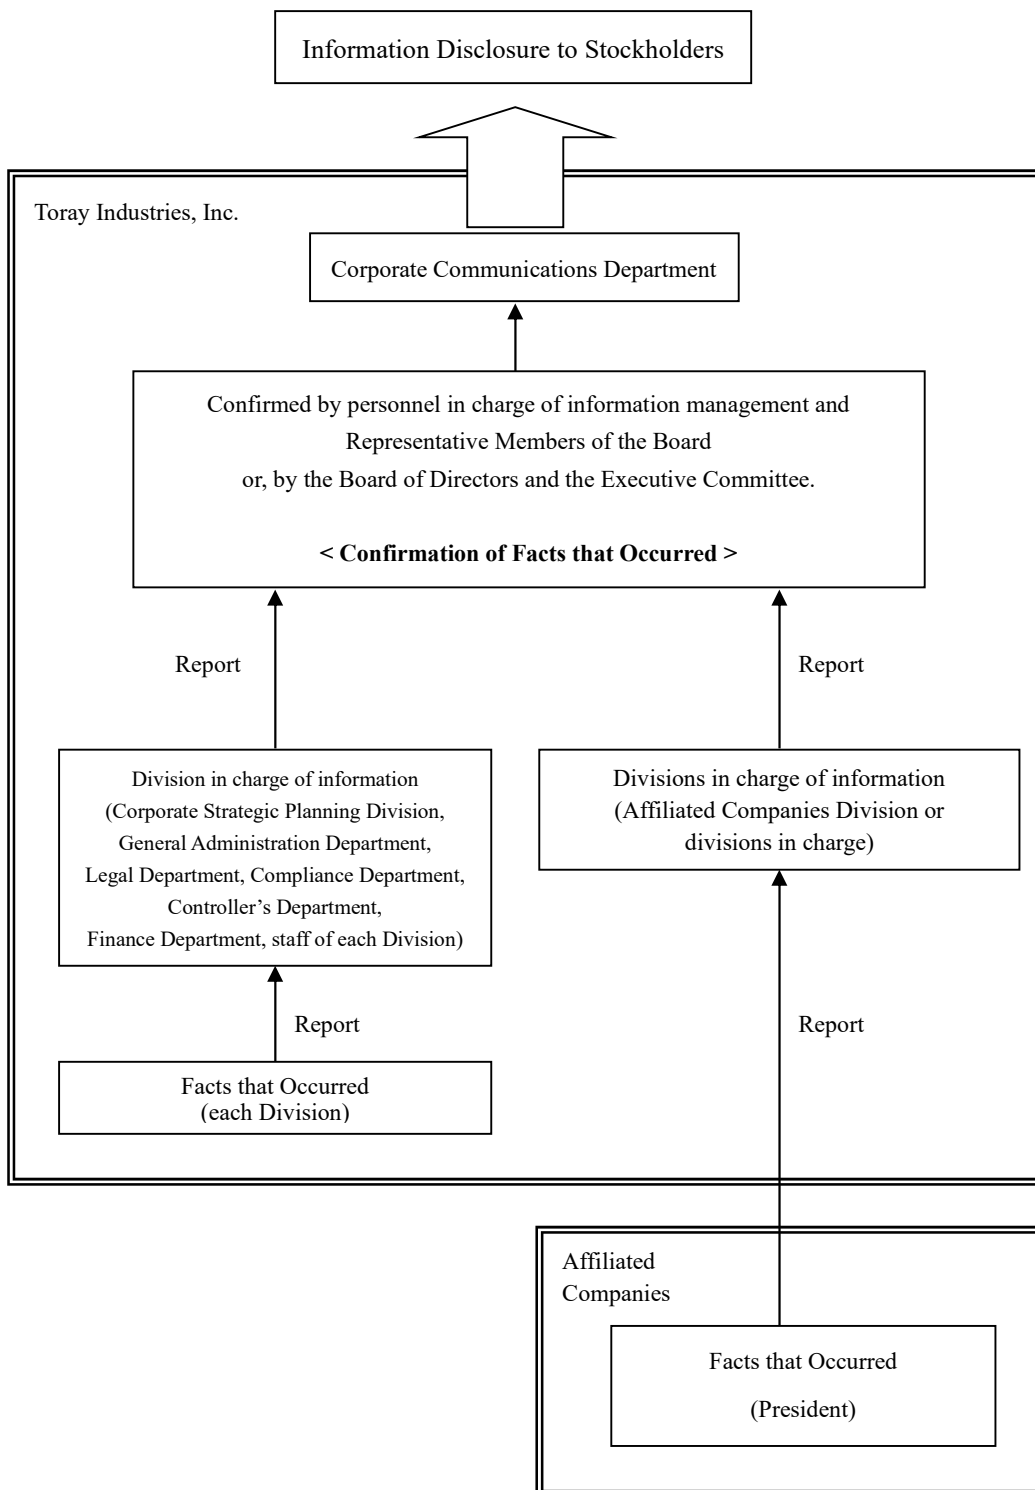 Information Disclosure to Stockholders
Toray Industries, Inc.
Corporate Communications Department
Confirmed by personnel in charge of information management and
Representative Members of the Board
or, by the Board of Directors and the Executive Committee.
< Confirmation of Facts that Occurred >
Report
Report
Division in charge of information
(Corporate Strategic Planning Division,
General Administration Department,
Legal Department, Compliance Department,
Controller’s Department,
Finance Department, staff of each Division)
Divisions in charge of information
(Affiliated Companies Division or
divisions in charge)
Report
Report
Facts that Occurred
(each Division)
Affiliated
Companies
Facts that Occurred
(President)